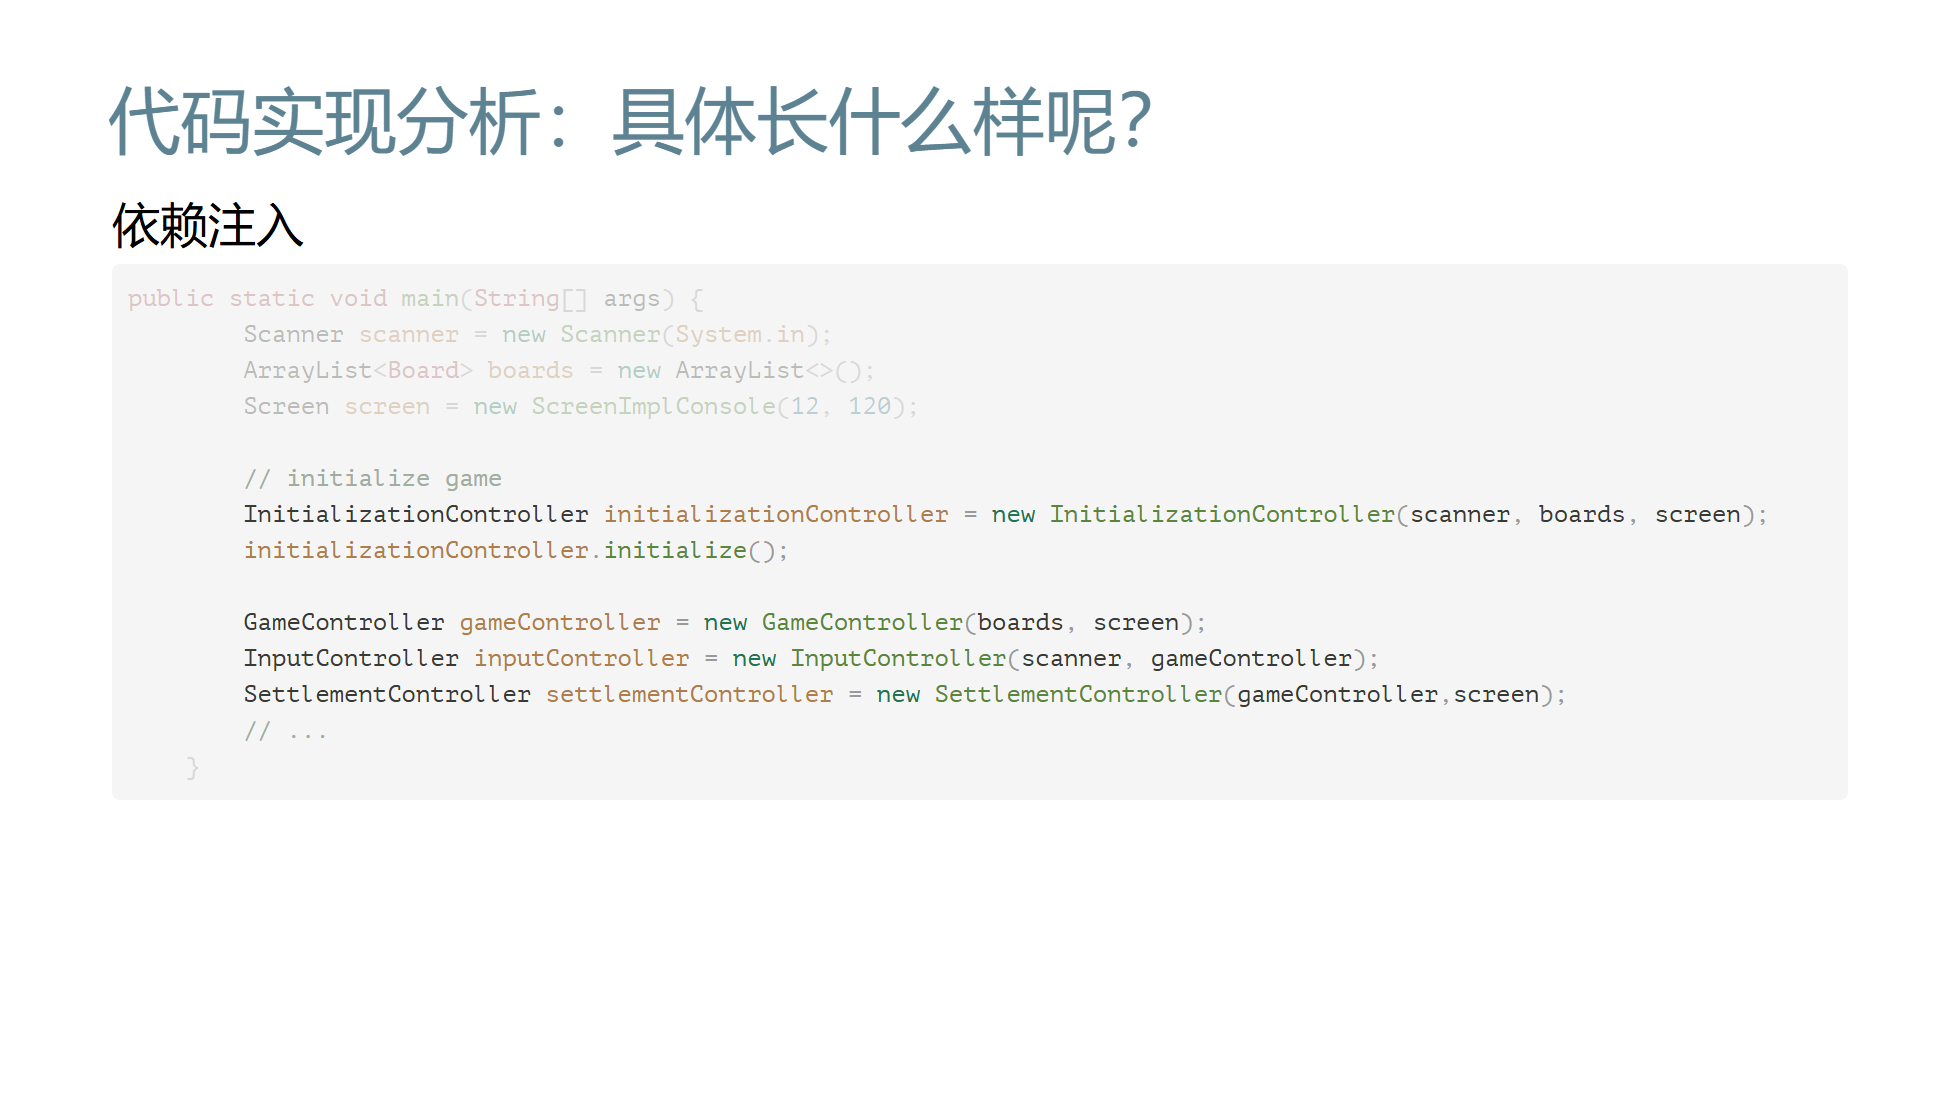 代码实现分析：具体长什么样呢？
依赖注入
public static void main(String[] args) {
        Scanner scanner = new Scanner(System.in);
        ArrayList<Board> boards = new ArrayList<>();
        Screen screen = new ScreenImplConsole(12, 120);
        // initialize game
        InitializationController initializationController = new InitializationController(scanner, boards, screen);
        initializationController.initialize();
        GameController gameController = new GameController(boards, screen);
        InputController inputController = new InputController(scanner, gameController);
        SettlementController settlementController = new SettlementController(gameController,screen);
        // ...
    }